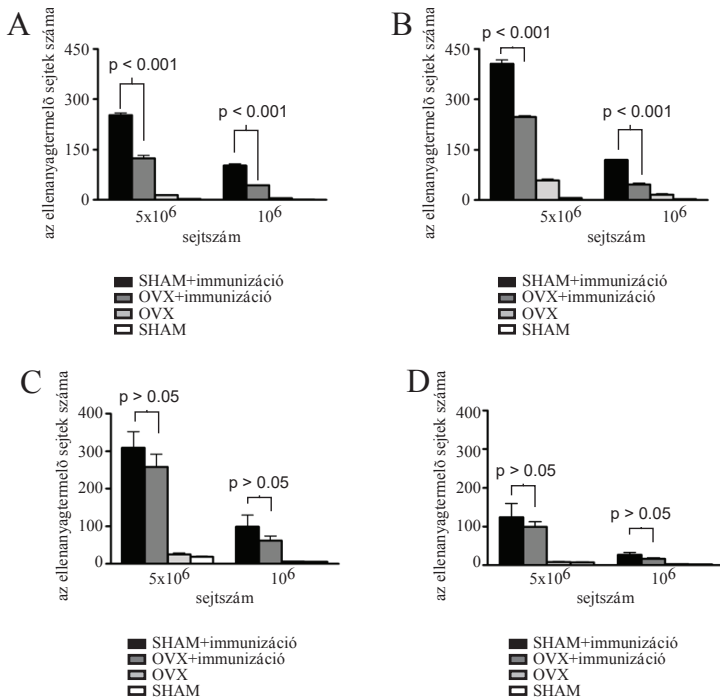 A
az ellenanyagtermelõ sejtek száma
450
300
150
0
p < 0.001
p < 0.001
5x10⁶
10⁶
sejtszám
SHAM+immunizáció
OVX+immunizáció
OVX
SHAM
B
az ellenanyagtermelõ sejtek száma
450
300
150
0
p < 0.001
p < 0.001
5x10⁶
10⁶
sejtszám
SHAM+immunizáció
OVX+immunizáció
OVX
SHAM
C
az ellenanyagtermelõ sejtek száma
400
300
200
100
0
p > 0.05
p > 0.05
5x10⁶
10⁶
sejtszám
SHAM+immunizáció
OVX+immunizáció
OVX
SHAM
D
az ellenanyagtermelõ sejtek száma
400
300
200
100
0
p > 0.05
p > 0.05
5x10⁶
10⁶
sejtszám
SHAM+immunizáció
OVX+immunizáció
OVX
SHAM